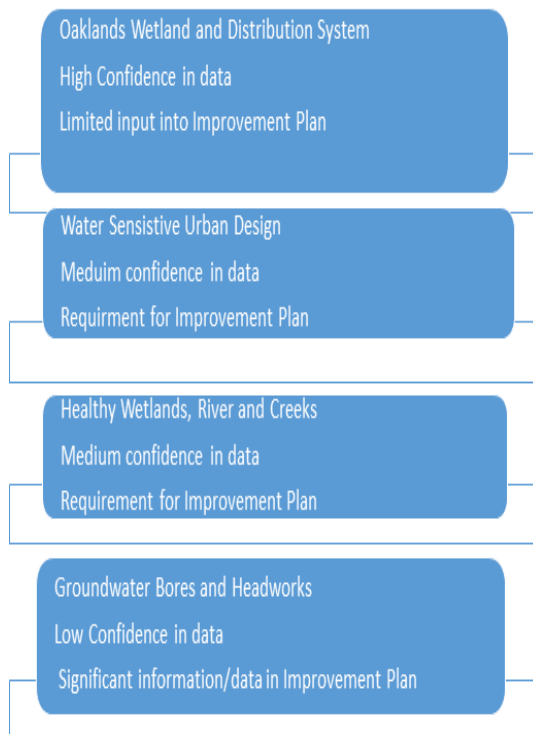 Oaklands Wetland and Distribution System
High Confidence in data
Limited input into Improvement Plan
Water Sensistive Urban Design
Meduim confidence in data
Requirment for Improvement Plan
Healthy Wetlands, River and Creeks
Medium confidence in data
Requirement for Improvement Plan
Groundwater Bores and Headworks
Low Confidence in data
Significant information/data in Improvement Plan